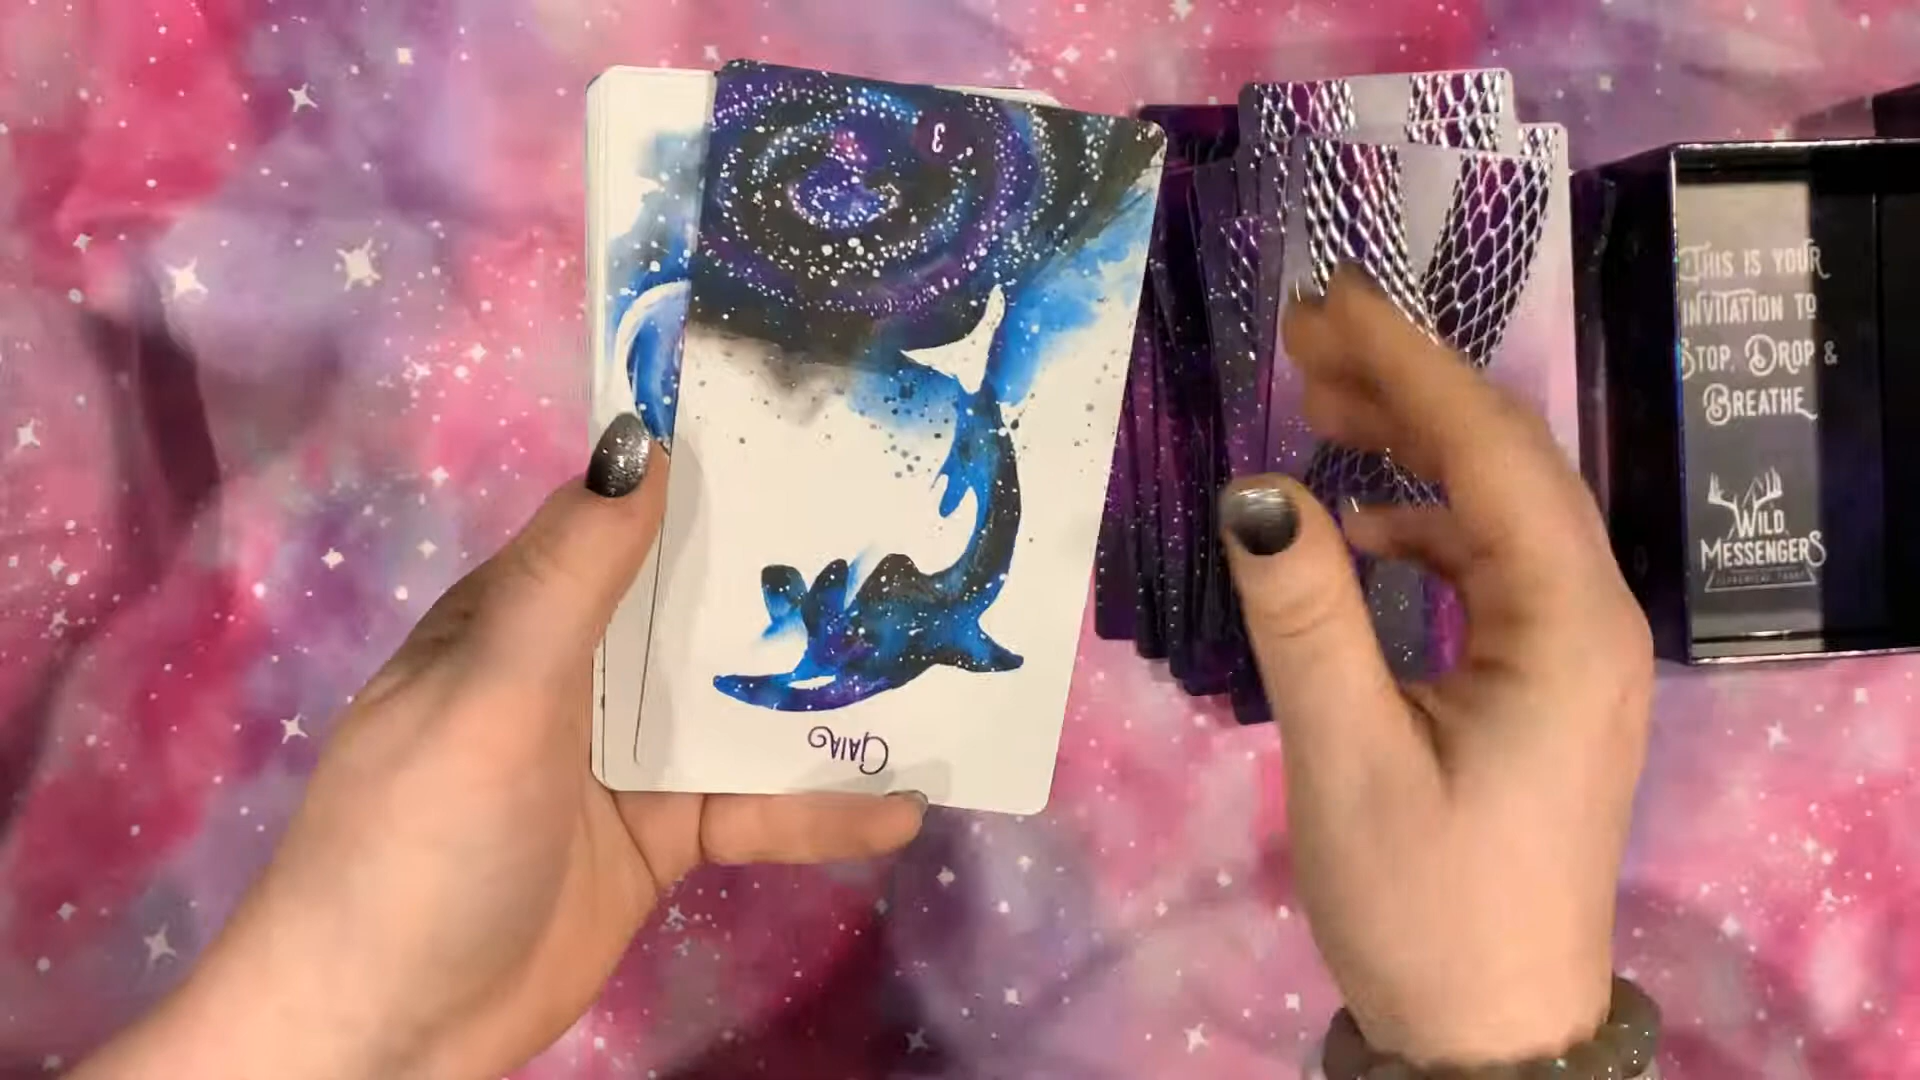 3
GAIA
THIS IS YOUR
INVITATION TO
STOP, DROP &
BREATHE
WILD
MESSENGERS